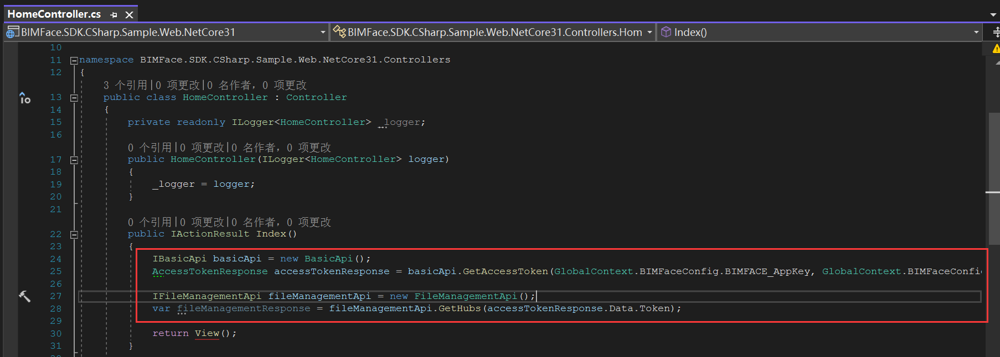 HomeController.cs
BIMFace.SDK.CSharp.Sample.Web.NetCore31 BIMFace.SDK.CSharp.Sample.Web.NetCore31.Controllers.Hom Index()
10
11 namespace BIMFace.SDK.CSharp.Sample.Web.NetCore31.Controllers
12 {
3 个引用|0 项更改|0 名作者，0 项更改
13 public class HomeController : Controller
14 {
15 private readonly ILogger<HomeController> _logger;
16
0 个引用|0 项更改|0 名作者，0 项更改
17 public HomeController(ILogger<HomeController> logger)
18 {
19 _logger = logger;
20 }
21
0 个引用|0 项更改|0 名作者，0 项更改
22 public IActionResult Index()
23 {
24 IBasicApi basicApi = new BasicApi();
25 AccessTokenResponse accessTokenResponse = basicApi.GetAccessToken(GlobalContext.BIMFaceConfig.BIMFACE_AppKey, GlobalContext.BIMFaceConfi
26
27 IFileManagementApi fileManagementApi = new FileManagementApi();
28 var fileManagementResponse = fileManagementApi.GetHubs(accessTokenResponse.Data.Token);
29
30 return View();
31 }